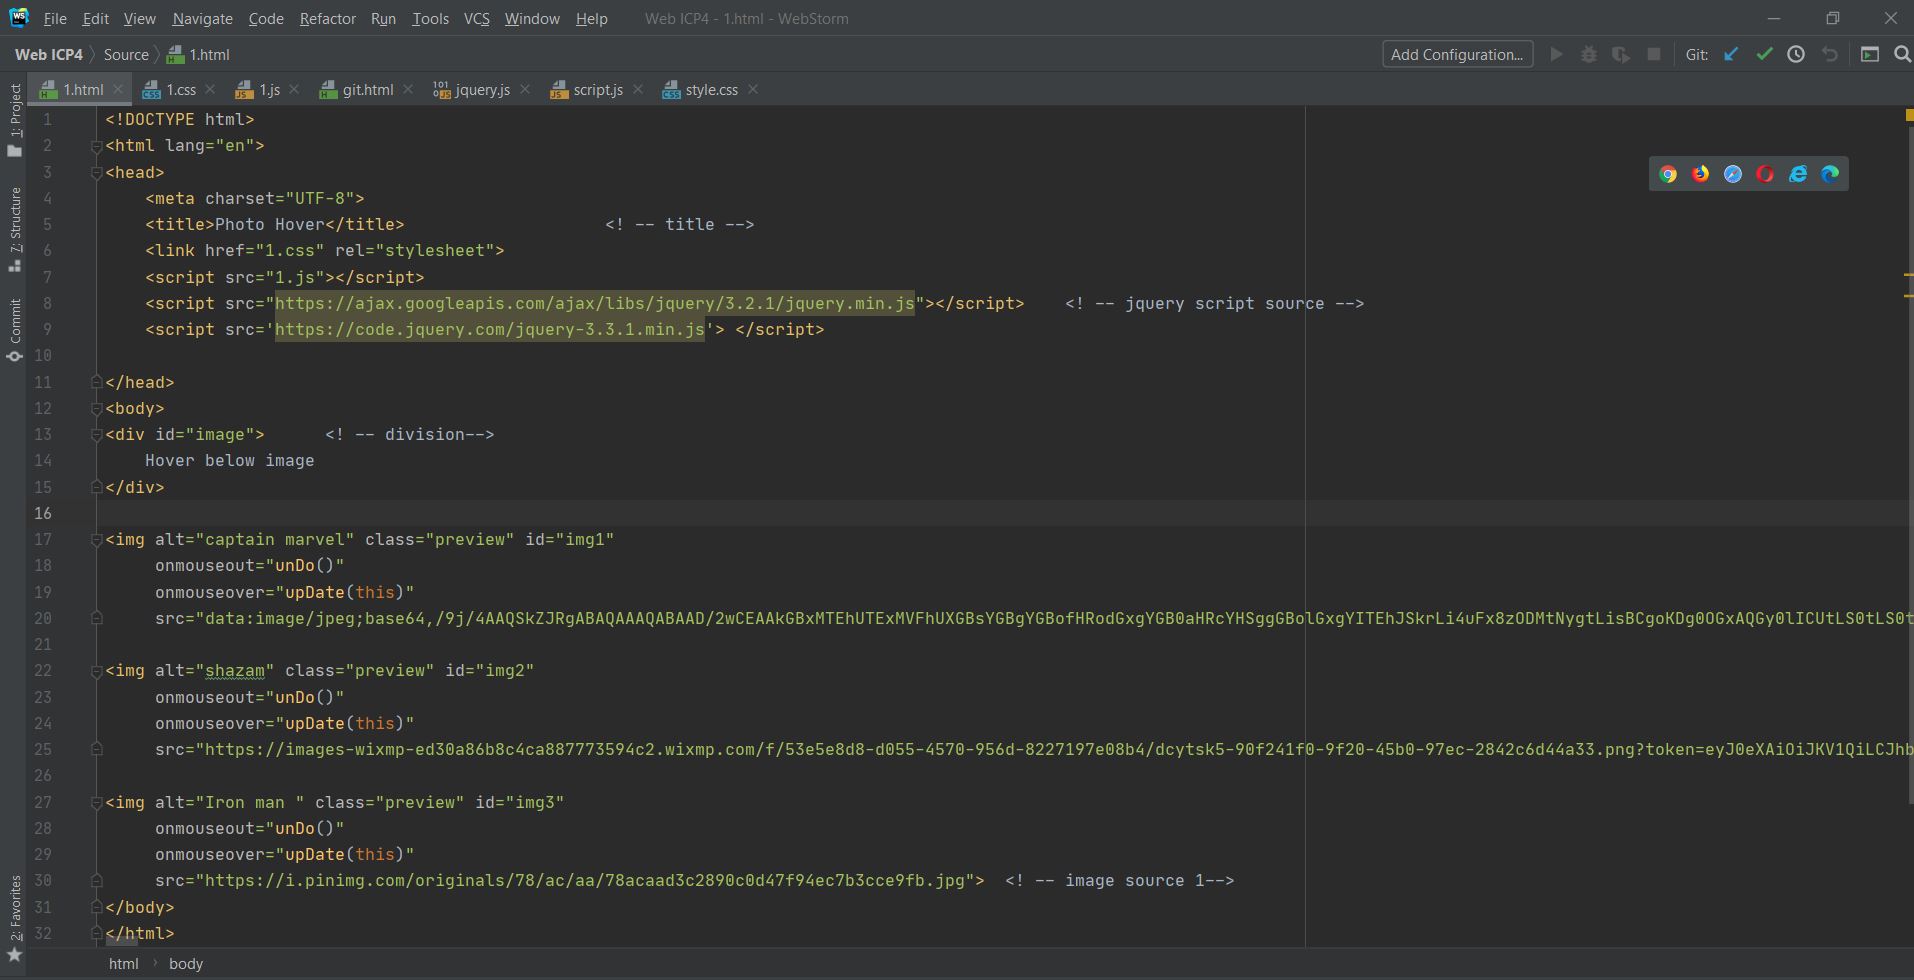 File Edit View Navigate Code Refactor Run Tools VCS Window Help Web ICP4 - 1.html - WebStorm
Web ICP4 Source 1.html Add Configuration... Git:
1.html 1.css 1.js git.html jquery.js script.js style.css
1: Project
7: Structure
Commit
2: Favorites
1 <!DOCTYPE html>
2 <html lang="en">
3 <head>
4 <meta charset="UTF-8">
5 <title>Photo Hover</title> <! -- title -->
6 <link href="1.css" rel="stylesheet">
7 <script src="1.js"></script>
8 <script src="https://ajax.googleapis.com/ajax/libs/jquery/3.2.1/jquery.min.js"></script> <! -- jquery script source -->
9 <script src='https://code.jquery.com/jquery-3.3.1.min.js'> </script>
10
11 </head>
12 <body>
13 <div id="image"> <! -- division-->
14 Hover below image
15 </div>
16
17 <img alt="captain marvel" class="preview" id="img1"
18 onmouseout="unDo()"
19 onmouseover="upDate(this)"
20 src="data:image/jpeg;base64,/9j/4AAQSkZJRgABAQAAAQABAAD/2wCEAAkGBxMTEhUTExMVFhUXGBsYGBgYGBofHRodGxgYGB0aHRcYHSggGBolGxgYITEhJSkrLi4uFx8zODMtNygtLisBCgoKDg0OGxAQGy0lICUtLS0tLS0t
21
22 <img alt="shazam" class="preview" id="img2"
23 onmouseout="unDo()"
24 onmouseover="upDate(this)"
25 src="https://images-wixmp-ed30a86b8c4ca887773594c2.wixmp.com/f/53e5e8d8-d055-4570-956d-8227197e08b4/dcytsk5-90f241f0-9f20-45b0-97ec-2842c6d44a33.png?token=eyJ0eXAiOiJKV1QiLCJhb
26
27 <img alt="Iron man " class="preview" id="img3"
28 onmouseout="unDo()"
29 onmouseover="upDate(this)"
30 src="https://i.pinimg.com/originals/78/ac/aa/78acaad3c2890c0d47f94ec7b3cce9fb.jpg"> <! -- image source 1-->
31 </body>
32 </html>
html body